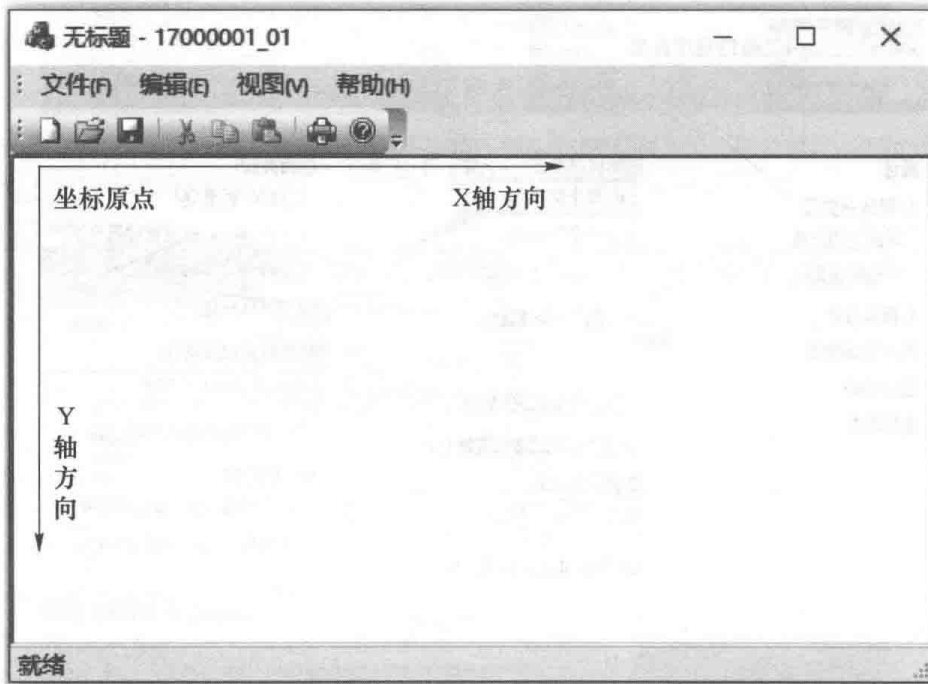 无标题 - 17000001_01
文件(F) 编辑(E) 视图(V) 帮助(H)
坐标原点 X轴方向
Y
轴
方
向
就绪